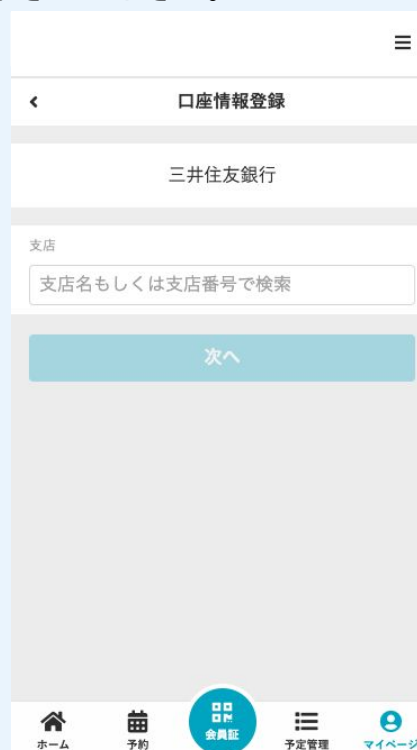 口座情報登録
三井住友銀行
支店
支店名もしくは支店番号で検索
次へ
会員証
ホーム
予約
予定管理
マイページ